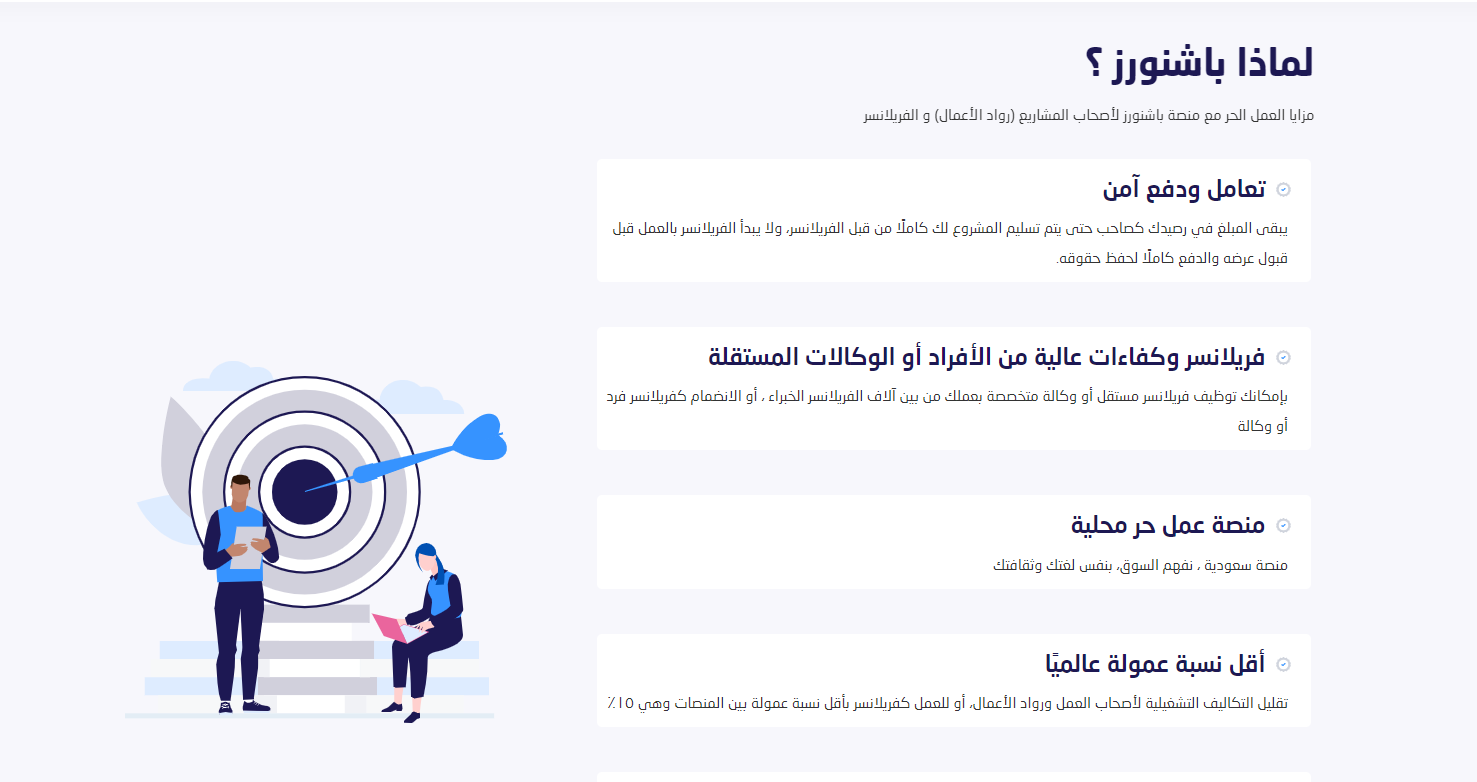 لماذا باشنورز ؟
مزايا العمل الحر مع منصة باشنورز لأصحاب المشاريع (رواد الأعمال) و الفريلانسر
تعامل ودفع آمن
يبقى المبلغ في رصيدك كصاحب حتى يتم تسليم المشروع لك كاملًا من قبل الفريلانسر، ولا يبدأ الفريلانسر بالعمل قبل
قبول عرضه والدفع كاملًا لحفظ حقوقه.
فريلانسر وكفاءات عالية من الأفراد أو الوكالات المستقلة
بإمكانك توظيف فريلانسر مستقل أو وكالة متخصصة بعملك من بين آلاف الفريلانسر الخبراء ، أو الانضمام كفريلانسر فرد
أو وكالة
منصة عمل حر محلية
منصة سعودية ، نفهم السوق، بنفس لغتك وثقافتك
أقل نسبة عمولة عالميًا
تقليل التكاليف التشغيلية لأصحاب العمل ورواد الأعمال، أو للعمل كفريلانسر بأقل نسبة عمولة بين المنصات وهي ١٥٪